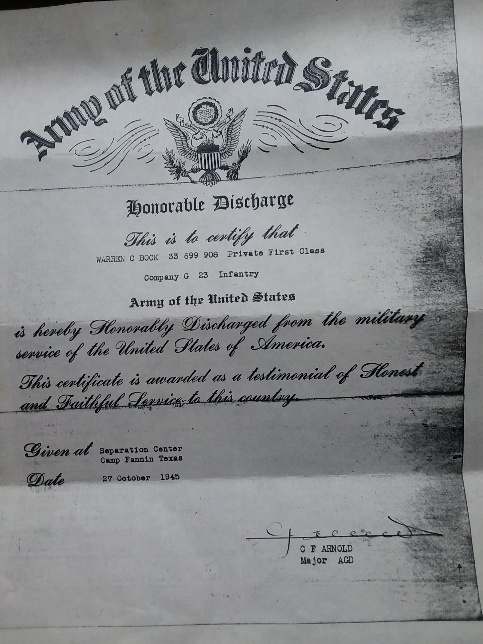 Army of the United States
Honorable Discharge
This is to certify that
WARREN C BOCK 33 699 908 Private First Class
Company G 23 Infantry
Army of the United States
is hereby Honorably Discharged from the military
service of the United States of America.
This certificate is awarded as a testimonial of Honest
and Faithful Service to this country.
Given at Separation Center
Camp Fannin Texas
Date 27 October 1945
C F ARNOLD
Major AGD